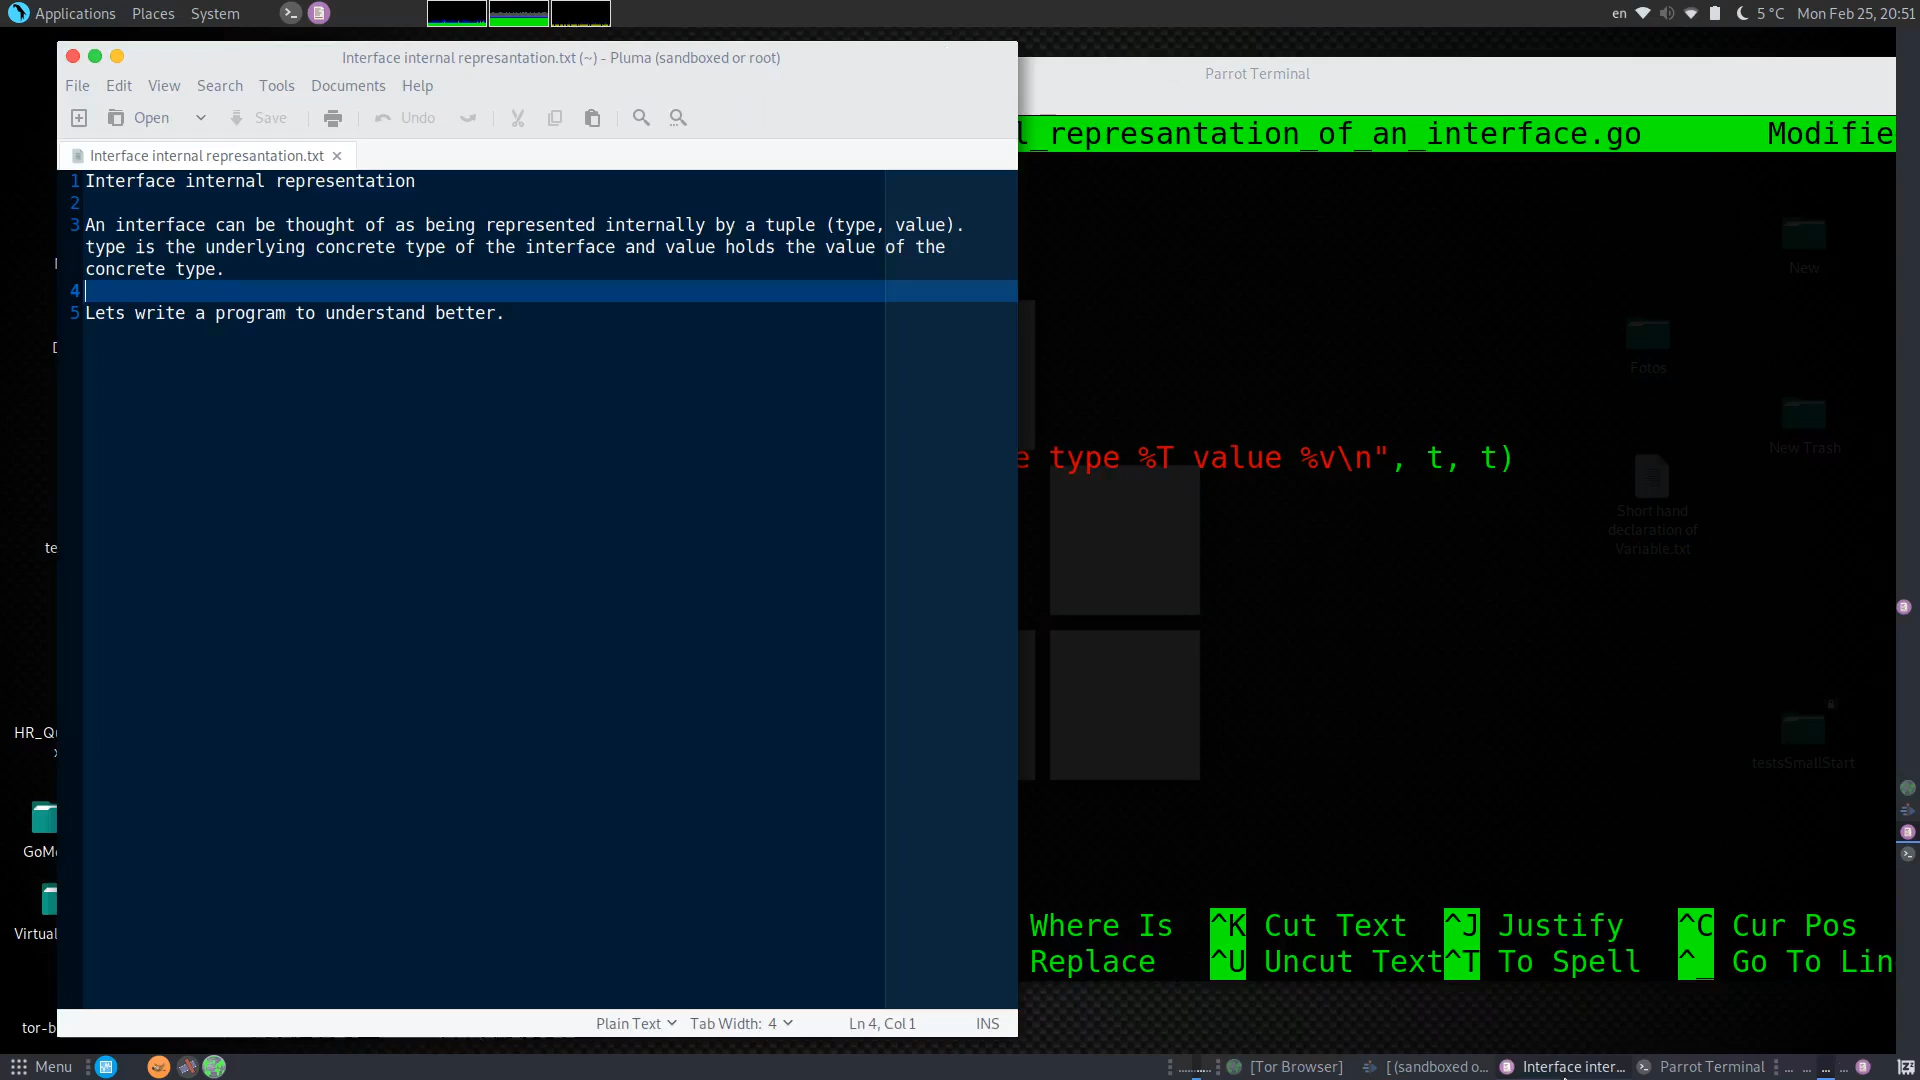 Applications Places System
en 5 °C Mon Feb 25, 20:51
Interface internal represantation.txt (~) - Pluma (sandboxed or root)
File Edit View Search Tools Documents Help
Open Save Undo
Interface internal represantation.txt
1 Interface internal representation
2
3 An interface can be thought of as being represented internally by a tuple (type, value).
type is the underlying concrete type of the interface and value holds the value of the
concrete type.
4
5 Lets write a program to understand better.
Plain Text Tab Width: 4 Ln 4, Col 1 INS
Parrot Terminal
l_represantation_of_an_interface.go Modifie
e type %T value %v\n", t, t)
Where Is ^K Cut Text ^J Justify ^C Cur Pos
Replace ^U Uncut Text ^T To Spell ^_ Go To Lin
New
Fotos
New Trash
Short hand
declaration of
Variable.txt
testsSmallStart
te
HR_Qu
GoMo
Virtual
tor-b
Menu [Tor Browser] [ (sandboxed o... Interface inter... Parrot Terminal